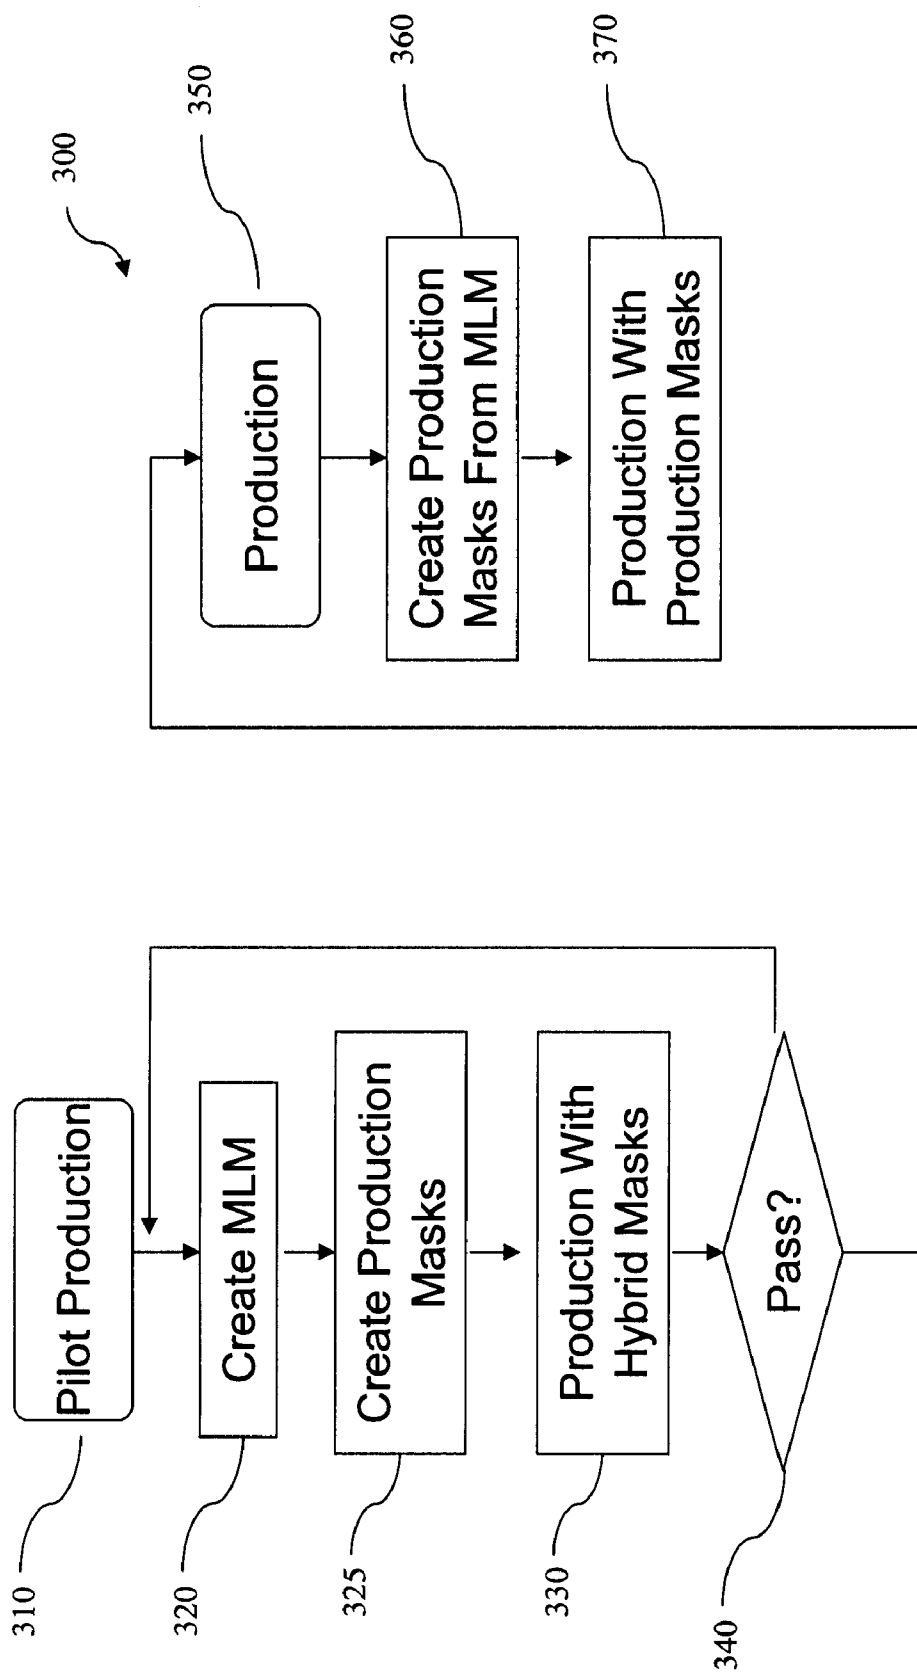 300
310
Pilot Production
320
Create MLM
325
Create Production
Masks
330
Production With
Hybrid Masks
340
Pass?
350
Production
360
Create Production
Masks From MLM
370
Production With
Production Masks